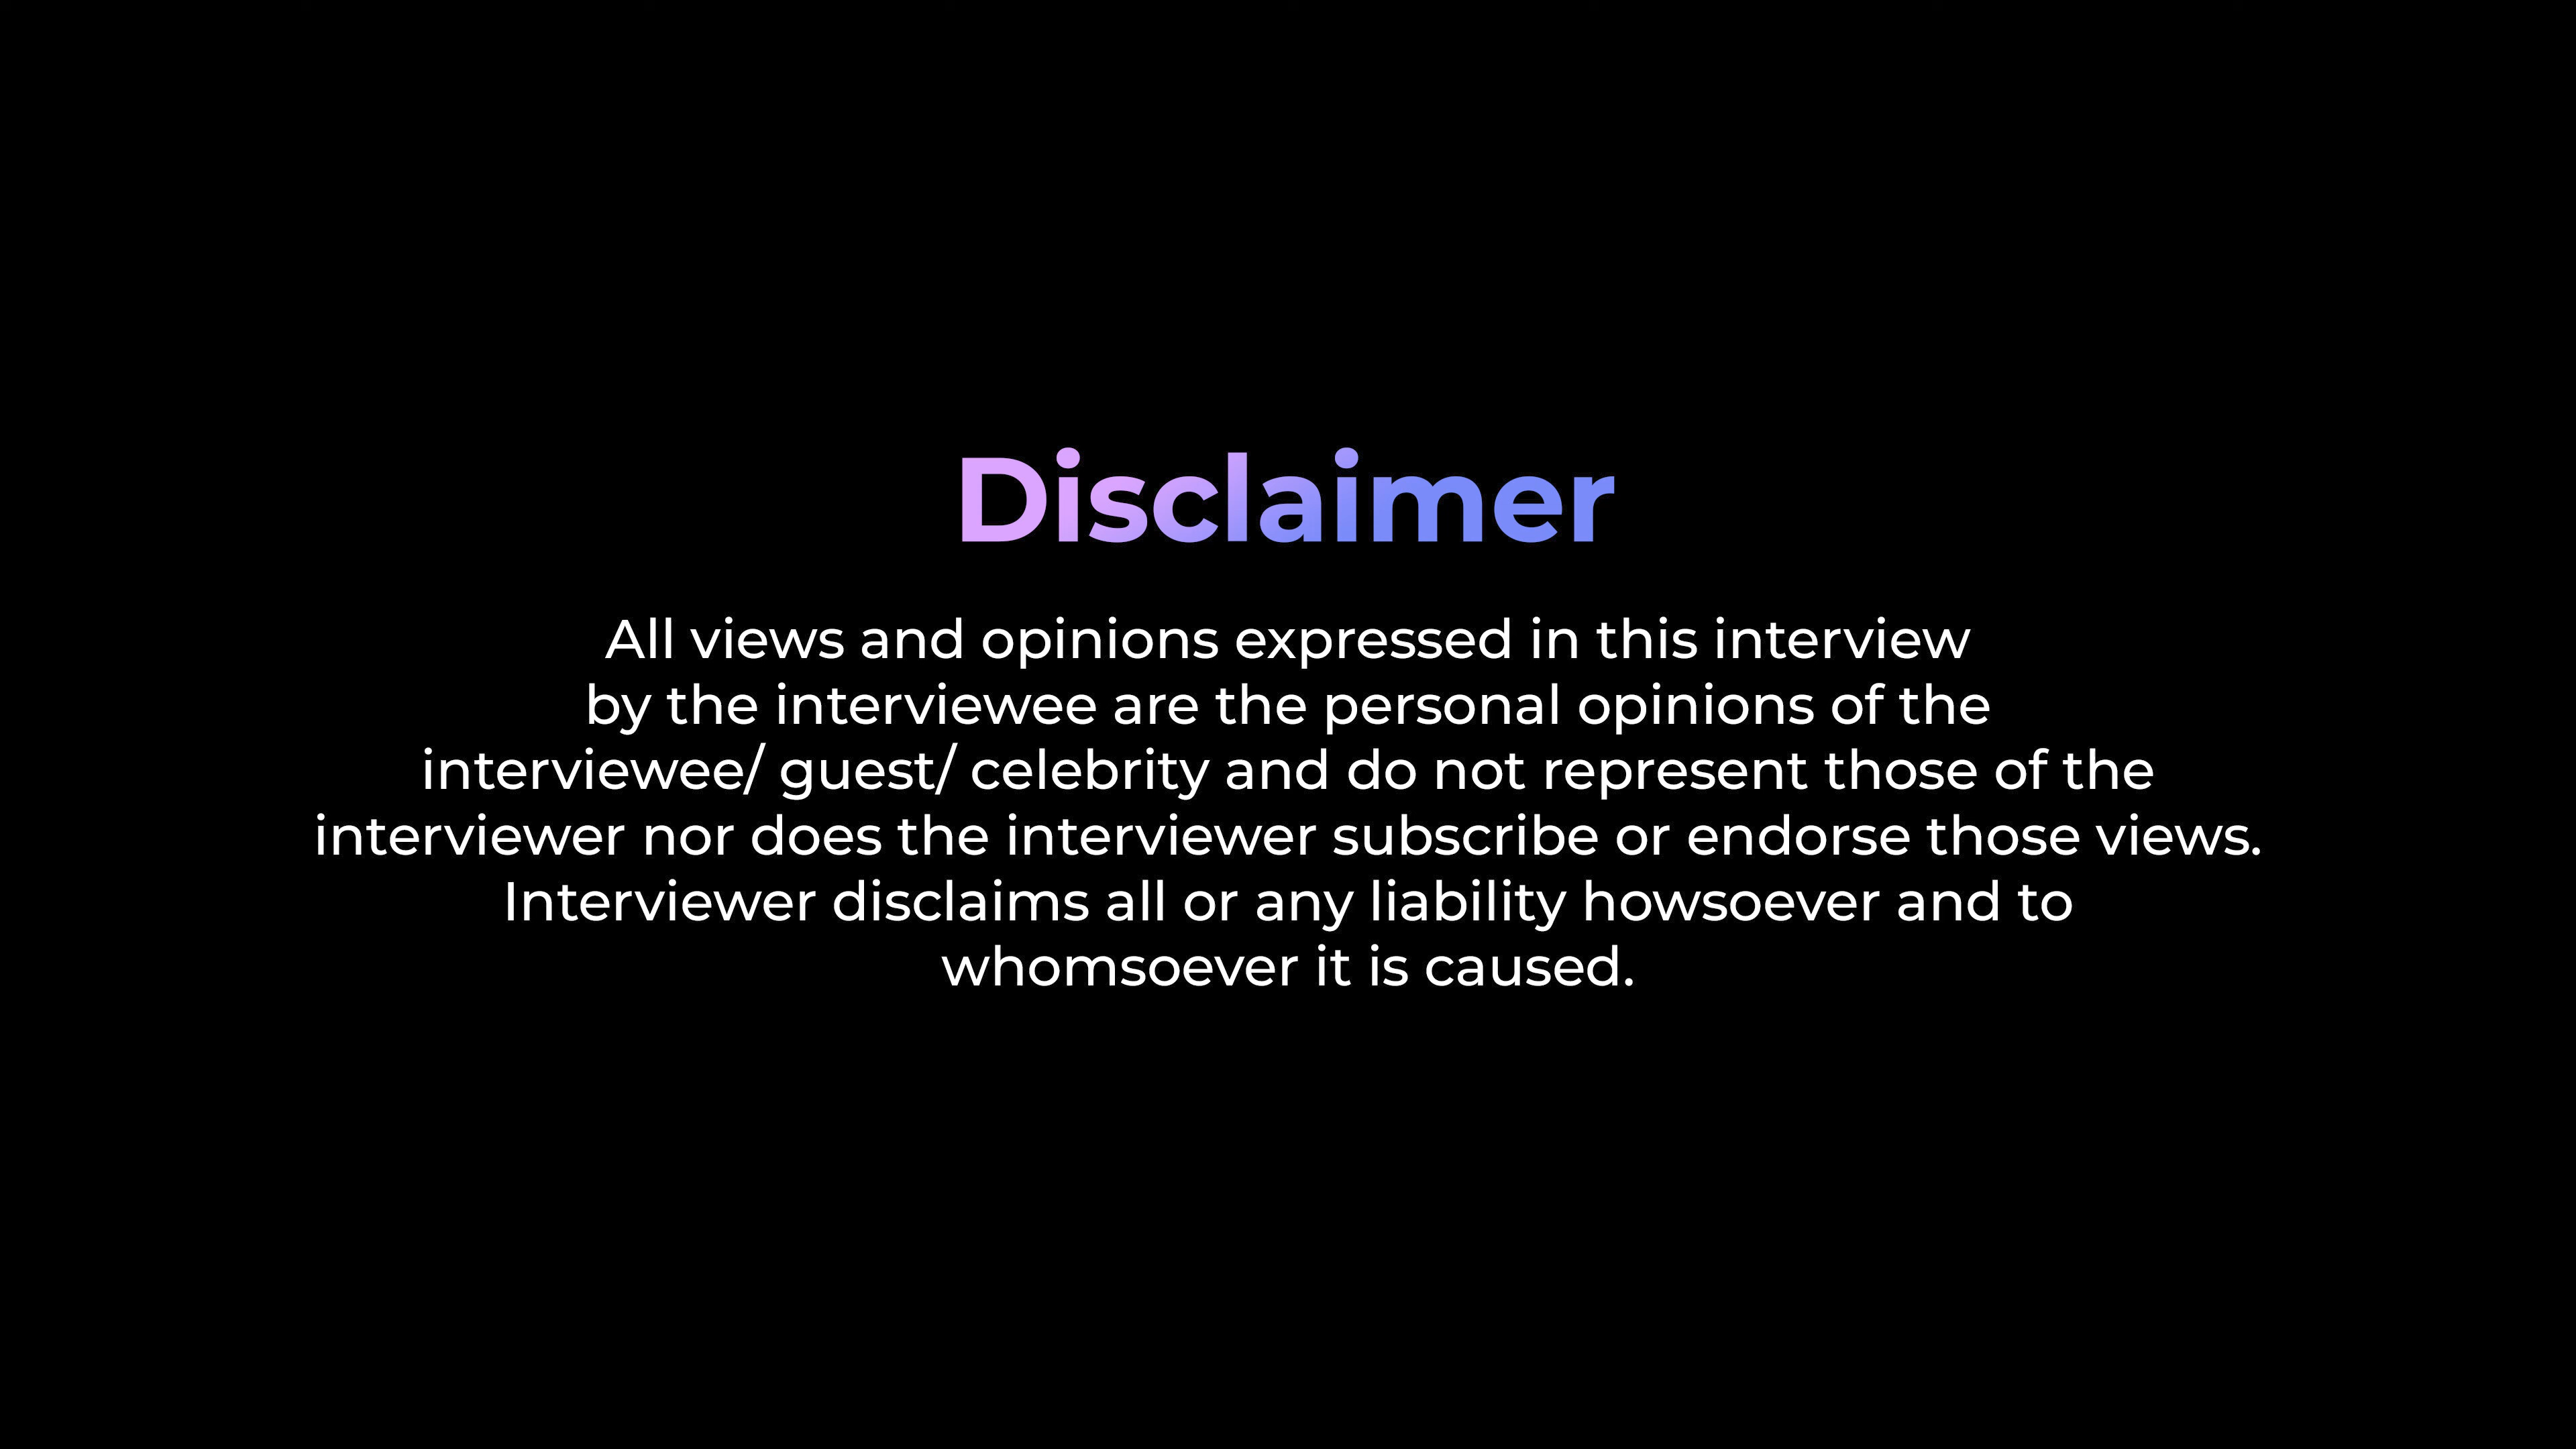 Disclaimer
All views and opinions expressed in this interview
by the interviewee are the personal opinions of the
interviewee/ guest/ celebrity and do not represent those of the
interviewer nor does the interviewer subscribe or endorse those views.
Interviewer disclaims all or any liability howsoever and to
whomsoever it is caused.